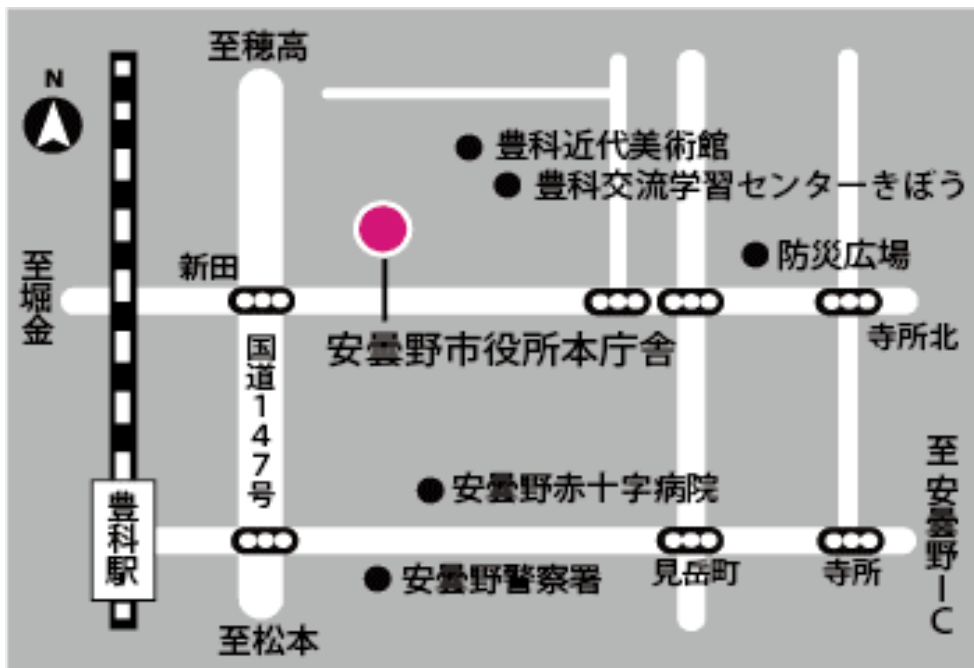 至穂高
N
豊科近代美術館
豊科交流学習センターきぼう
防災広場
新田
至堀金
安曇野市役所本庁舎
寺所北
国道147号
至安曇野IC
安曇野赤十字病院
豊科駅
安曇野警察署
見岳町
寺所
至松本